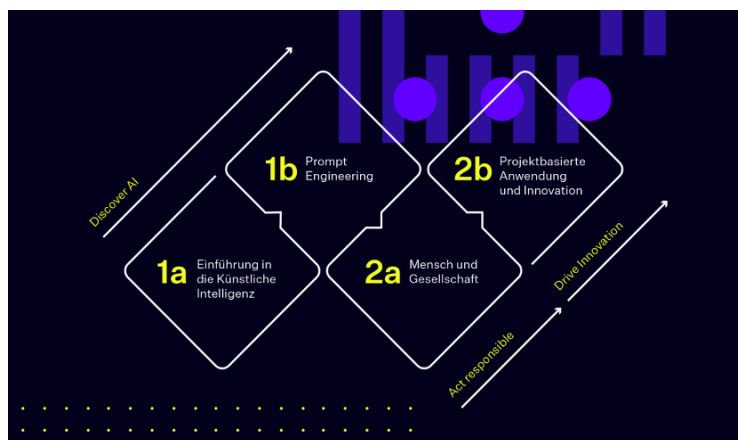 Discover AI
1b
Prompt
Engineering
2b
Projektbasierte
Anwendung
und Innovation
1a
Einführung in
die Künstliche
Intelligenz
2a
Mensch und
Gesellschaft
Drive Innovation
Act responsible